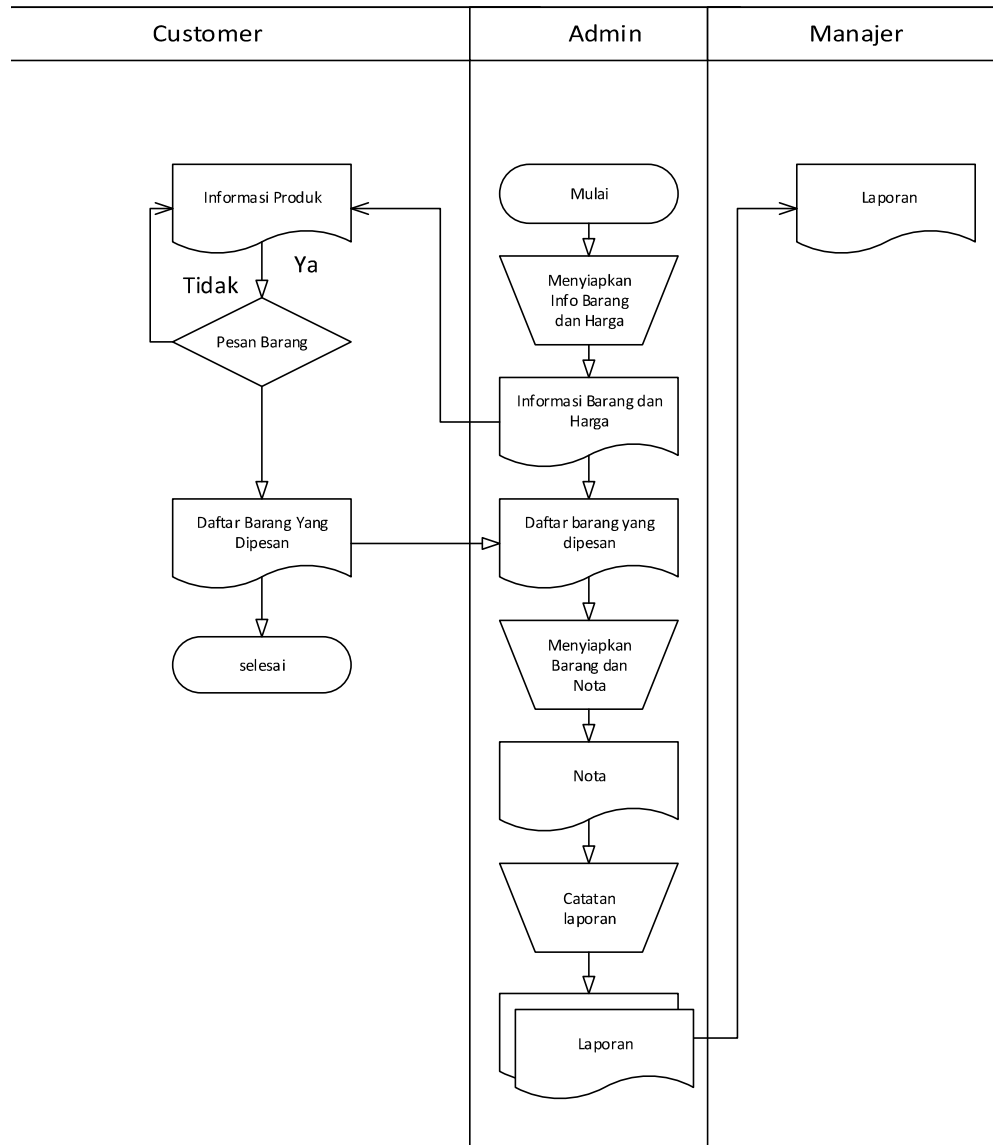 Customer
Admin
Manajer
Informasi Produk
Ya
Tidak
Pesan Barang
Daftar Barang Yang
Dipesan
selesai
Mulai
Menyiapkan
Info Barang
dan Harga
Informasi Barang dan
Harga
Daftar barang yang
dipesan
Menyiapkan
Barang dan
Nota
Nota
Catatan
laporan
Laporan
Laporan